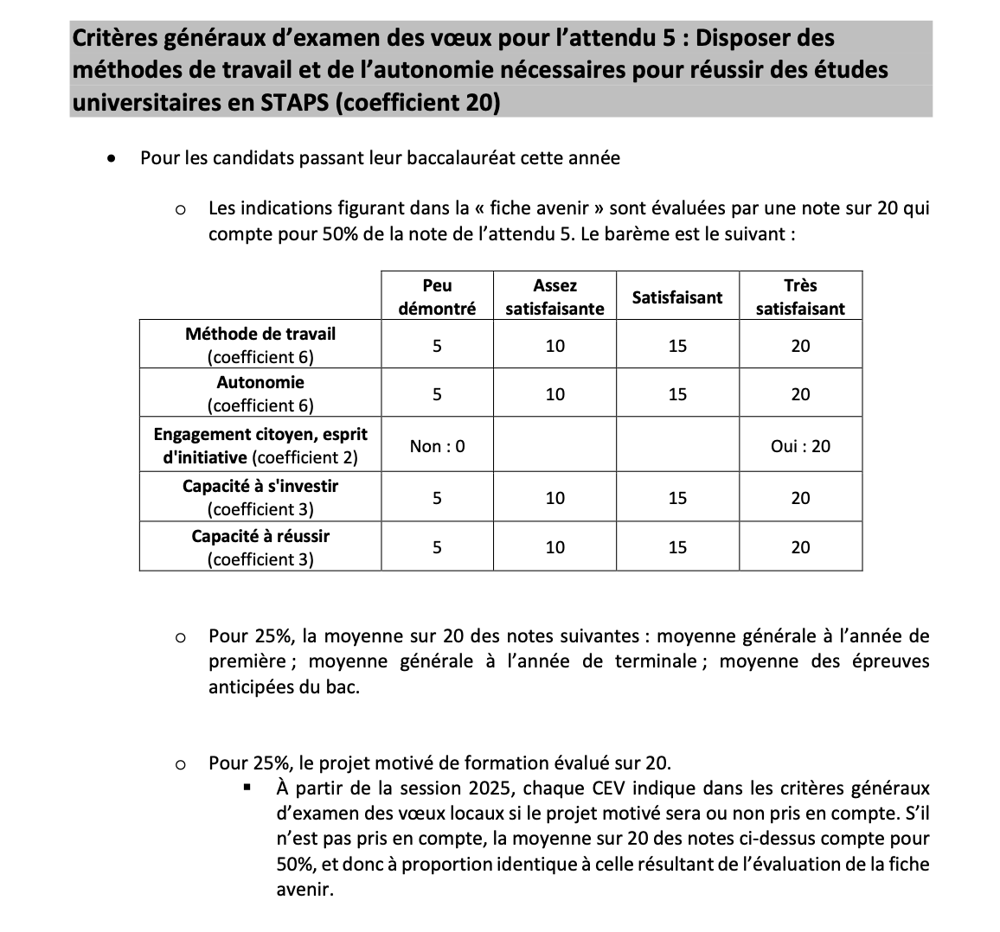 Critères généraux d’examen des vœux pour l’attendu 5 : Disposer des
méthodes de travail et de l’autonomie nécessaires pour réussir des études
universitaires en STAPS (coefficient 20)
• Pour les candidats passant leur baccalauréat cette année
o Les indications figurant dans la « fiche avenir » sont évaluées par une note sur 20 qui
compte pour 50% de la note de l’attendu 5. Le barème est le suivant :
Peu démontré | Assez satisfaisante | Satisfaisant | Très satisfaisant
Méthode de travail (coefficient 6) | 5 | 10 | 15 | 20
Autonomie (coefficient 6) | 5 | 10 | 15 | 20
Engagement citoyen, esprit d'initiative (coefficient 2) | Non : 0 | | | Oui : 20
Capacité à s'investir (coefficient 3) | 5 | 10 | 15 | 20
Capacité à réussir (coefficient 3) | 5 | 10 | 15 | 20
o Pour 25%, la moyenne sur 20 des notes suivantes : moyenne générale à l’année de
première ; moyenne générale à l’année de terminale ; moyenne des épreuves
anticipées du bac.
o Pour 25%, le projet motivé de formation évalué sur 20.
▪ À partir de la session 2025, chaque CEV indique dans les critères généraux
d’examen des vœux locaux si le projet motivé sera ou non pris en compte. S’il
n’est pas pris en compte, la moyenne sur 20 des notes ci-dessus compte pour
50%, et donc à proportion identique à celle résultant de l’évaluation de la fiche
avenir.